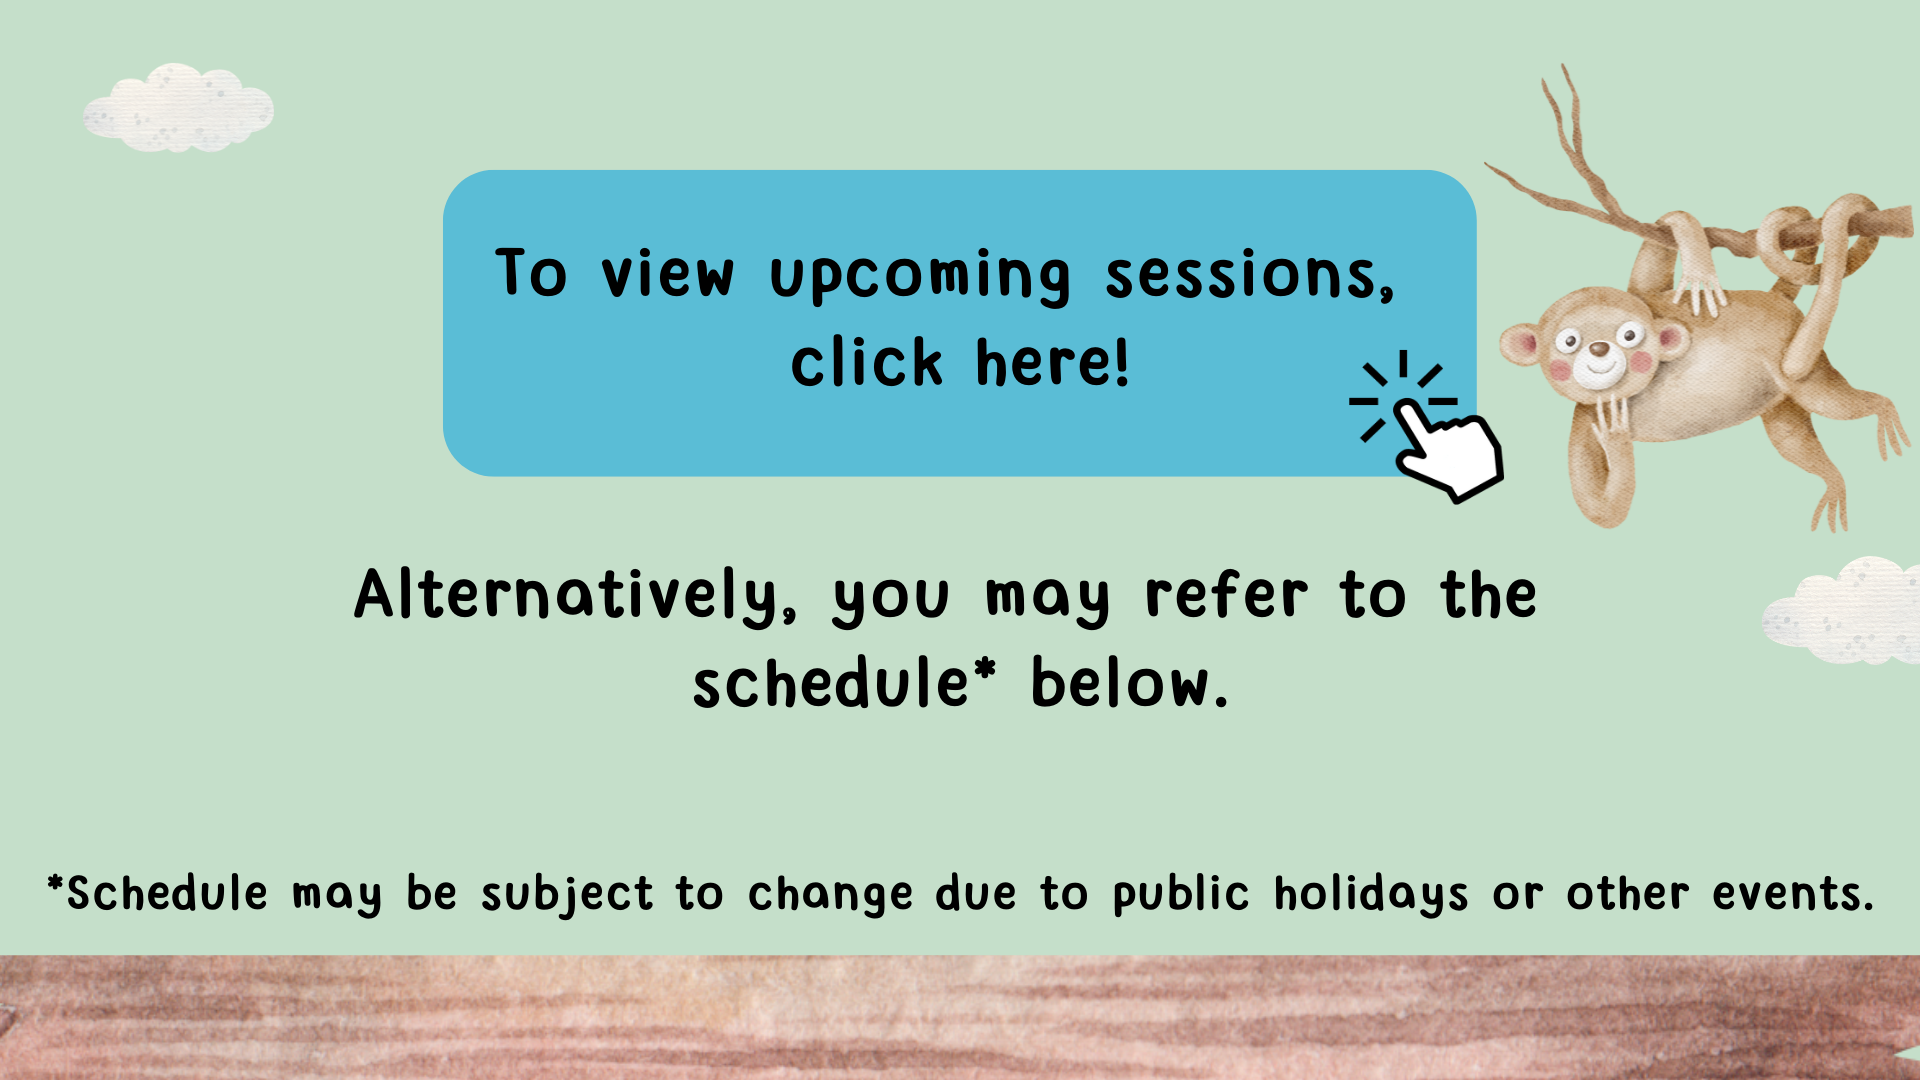 To view upcoming sessions,
click here!
Alternatively, you may refer to the
schedule* below.
*Schedule may be subject to change due to public holidays or other events.